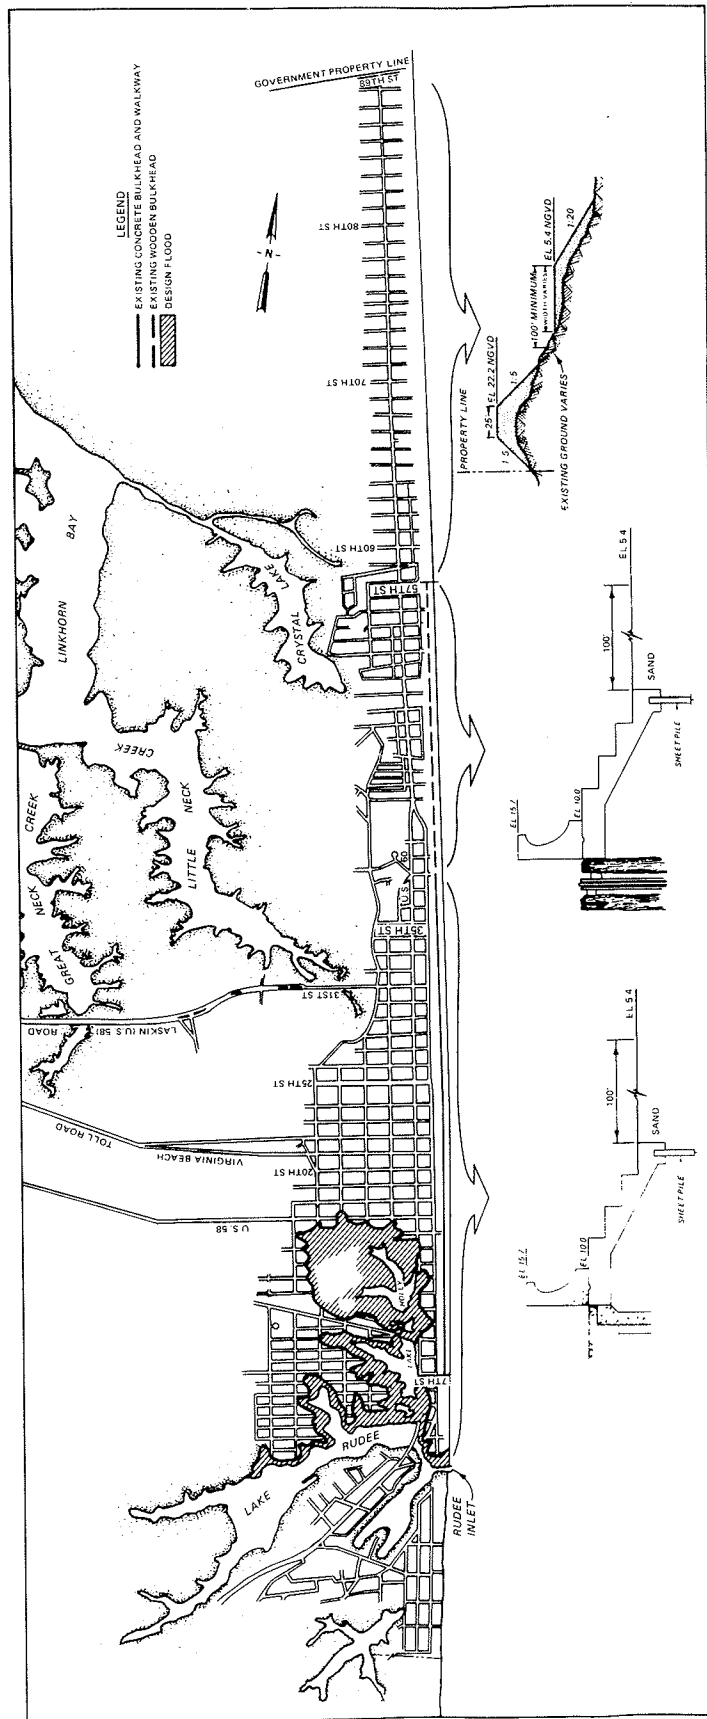 LEGEND
EXISTING CONCRETE BULKHEAD AND WALKWAY
EXISTING WOODEN BULKHEAD
DESIGN FLOOD
GOVERNMENT PROPERTY LINE
89TH ST
80TH ST
-N-
70TH ST
60TH ST
57TH ST
LINKHORN
BAY
CRYSTAL
LAKE
CREEK
LITTLE
NECK
GREAT
NECK
CREEK
U.S. 60
35TH ST
31ST ST
LASKIN (U.S. 58)
ROAD
25TH ST
TOLL ROAD
VIRGINIA BEACH
20TH ST
U.S. 58
HOLLY
LAKE
7TH ST
LAKE
RUDEE
RUDEE
INLET
PROPERTY LINE
EL 22.2 NGVD
25
1:5
1:5
100' MINIMUM
WIDTH VARIES
EL 5.4 NGVD
1:20
EXISTING GROUND VARIES
EL 15.7
EL 10.0
100'
EL 5.4
SAND
SHEET PILE
EL 15.7
EL 10.0
100'
EL 5.4
SAND
SHEET PILE